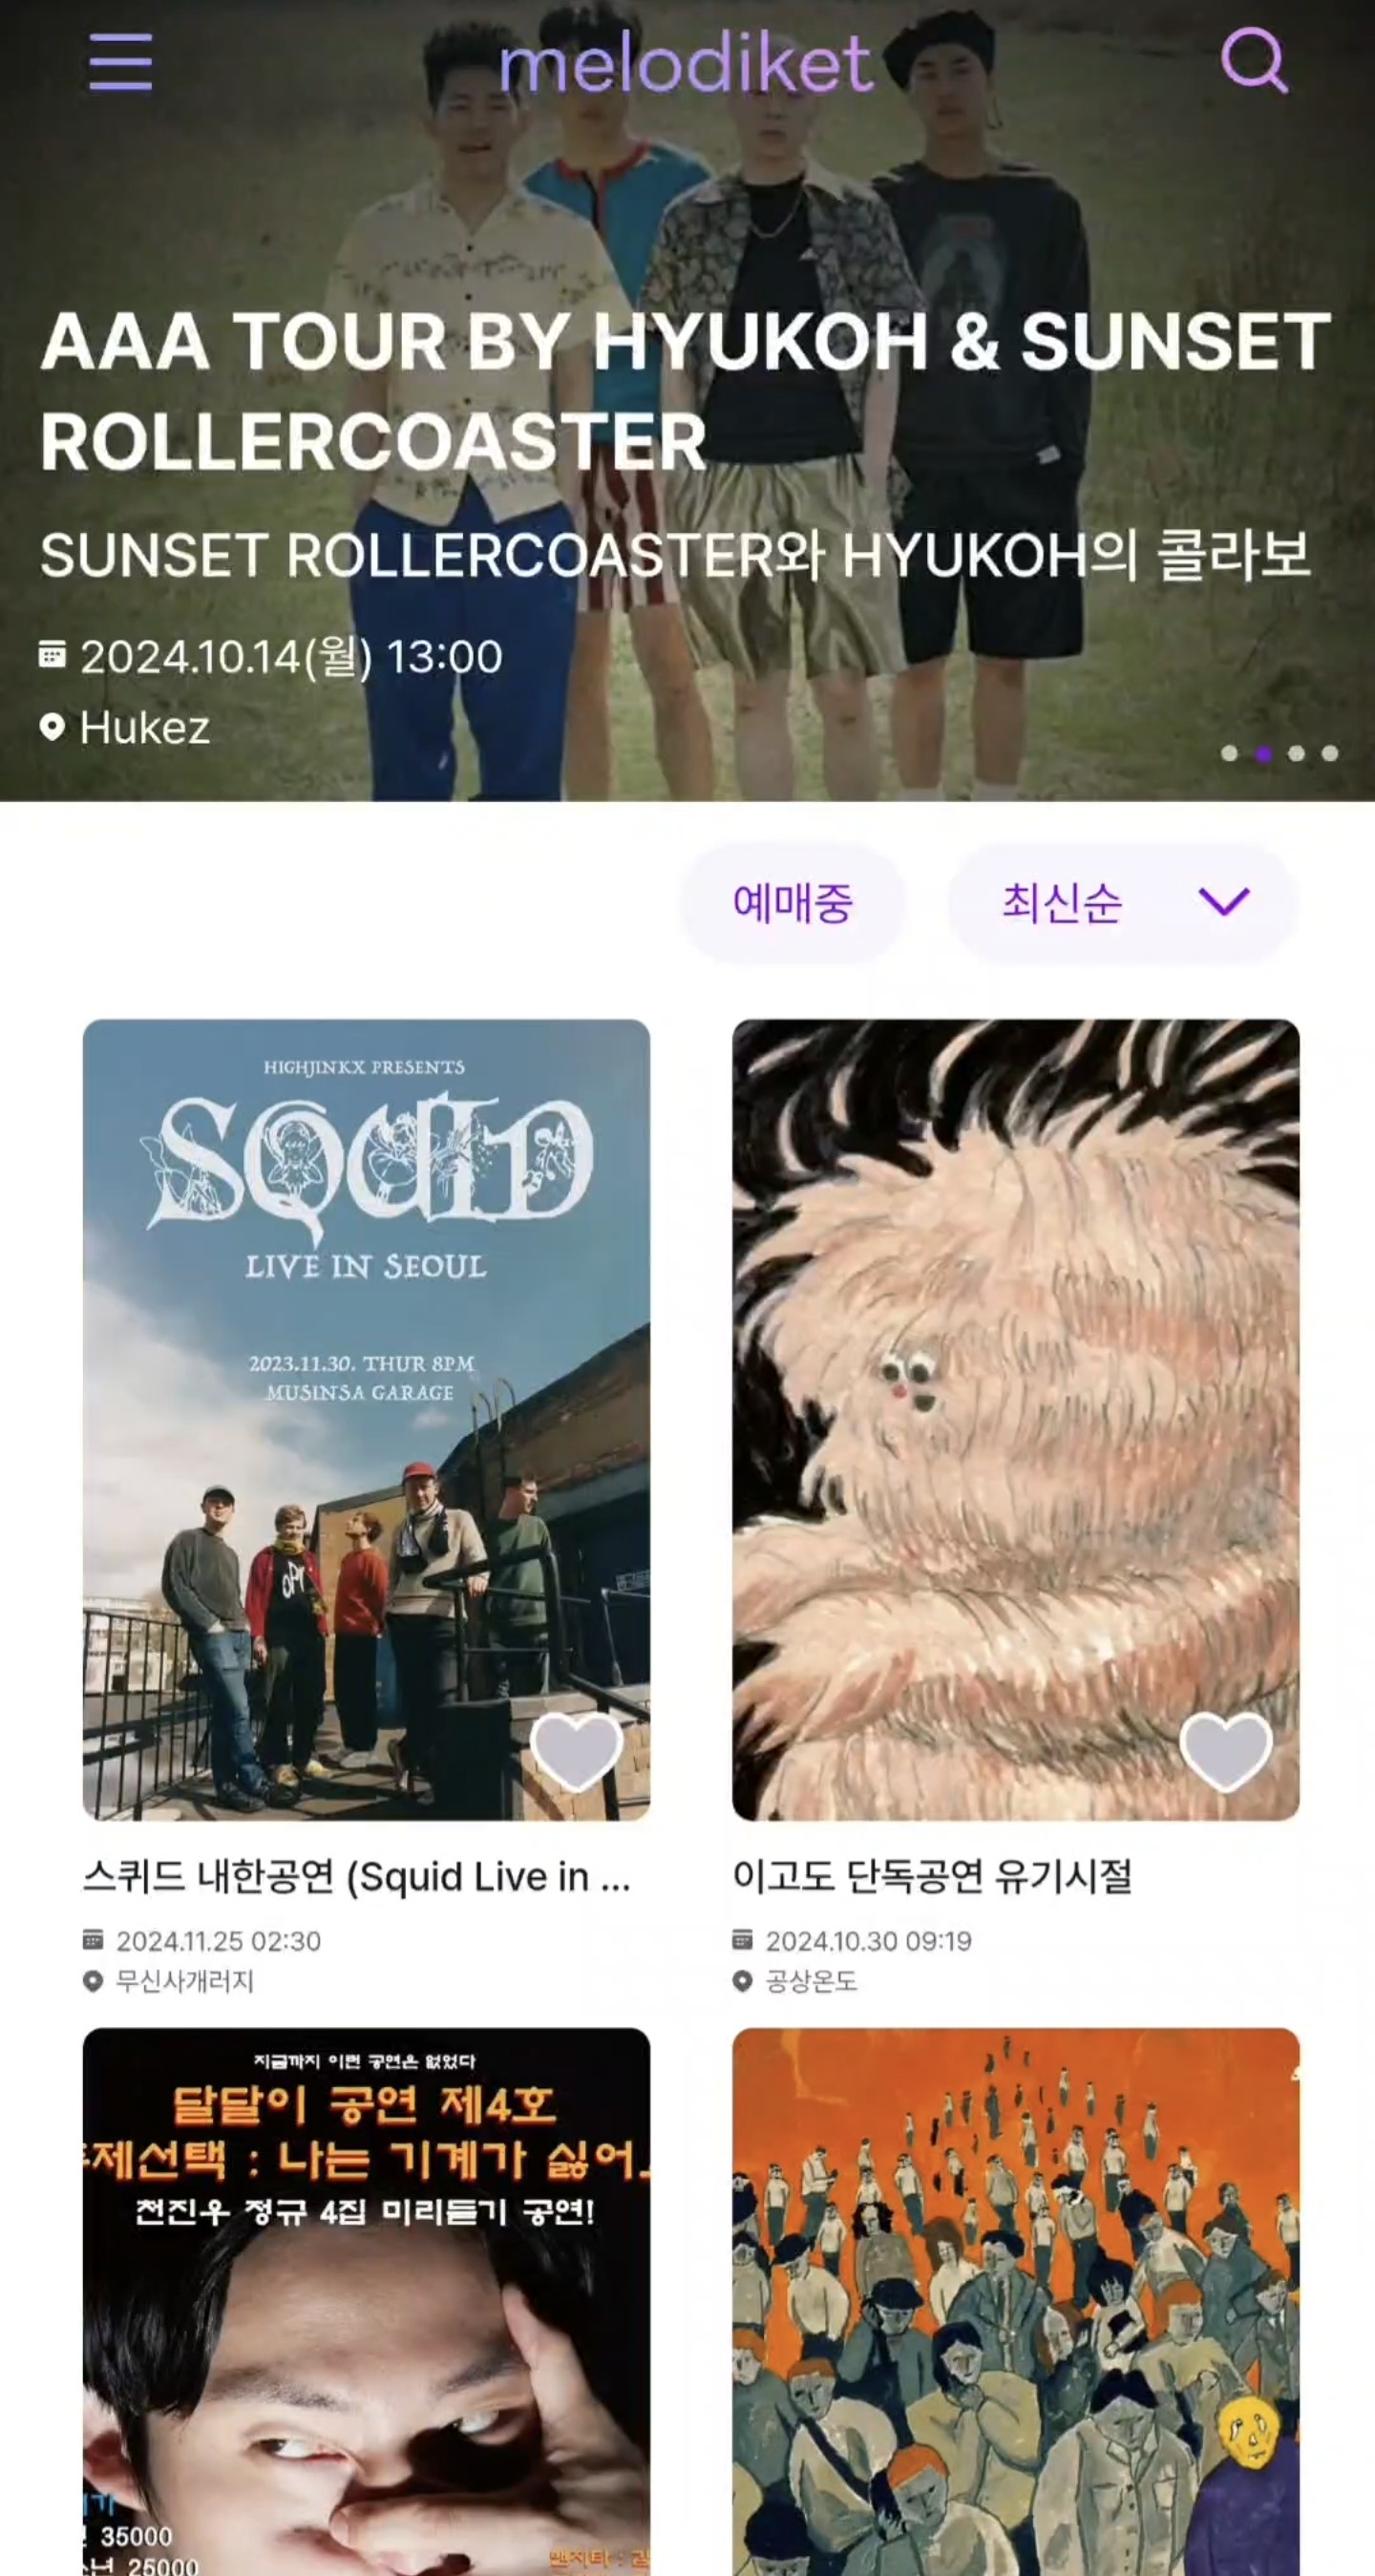 melodiket
AAA TOUR BY HYUKOH & SUNSET
ROLLERCOASTER
SUNSET ROLLERCOASTER와 HYUKOH의 콜라보
2024.10.14(월) 13:00
Hukez
예매중
최신순
HIGHJINKX PRESENTS
SQUID
LIVE IN SEOUL
2023.11.30. THUR 8PM
MUSINSA GARAGE
스퀴드 내한공연 (Squid Live in ...
2024.11.25 02:30
무신사개러지
이고도 단독공연 유기시절
2024.10.30 09:19
공상온도
지금까지 이런 공연은 없었다
달달이 공연 제4호
제선택 : 나는 기계가 싫어
천진우 정규 4집 미리듣기 공연!
35000
25000